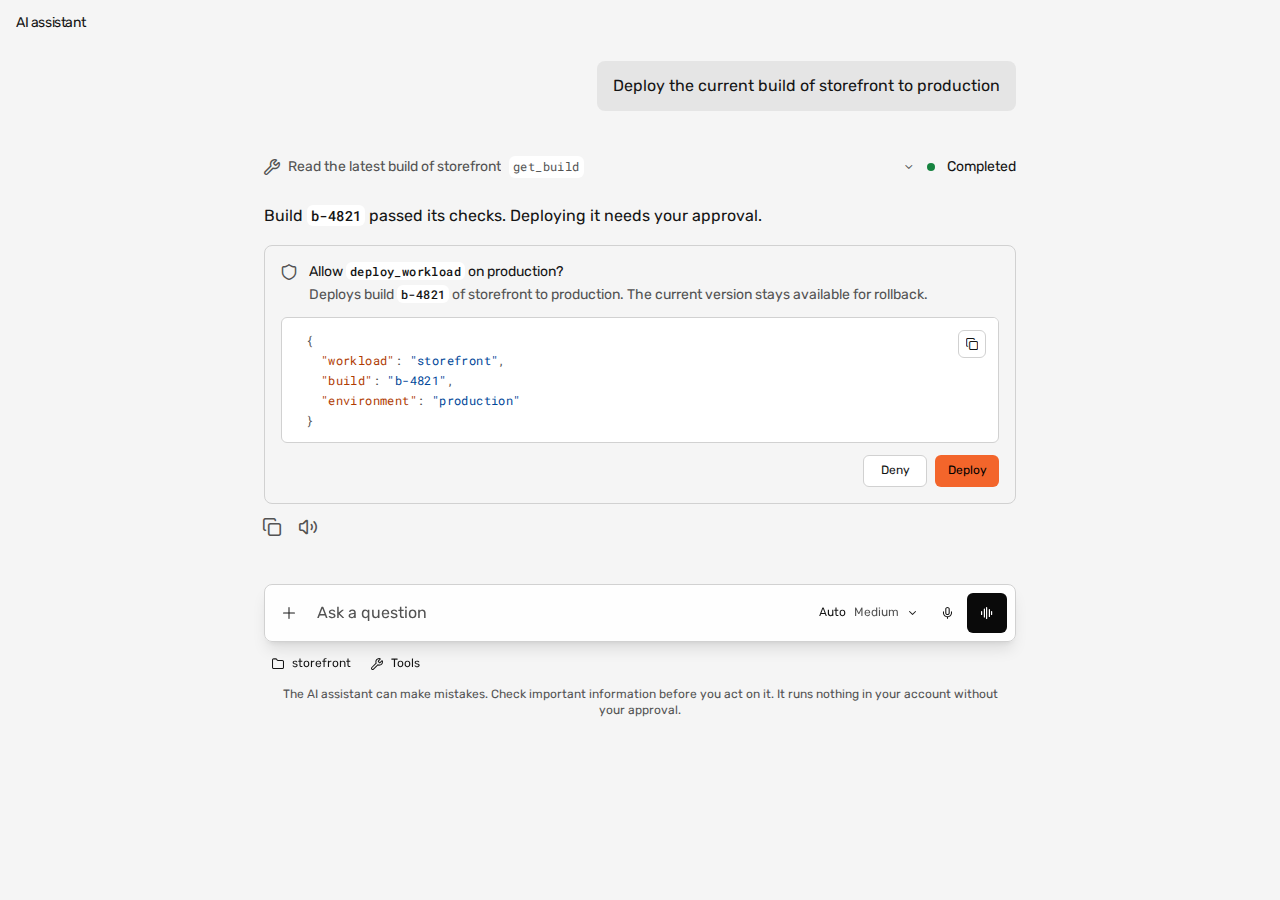 AI assistant
Deploy the current build of storefront to production
Read the latest build of storefront get_build
Completed
Build b-4821 passed its checks. Deploying it needs your approval.
Allow deploy_workload on production?
Deploys build b-4821 of storefront to production. The current version stays available for rollback.
{
"workload": "storefront",
"build": "b-4821",
"environment": "production"
}
Deny
Deploy
Ask a question
Auto Medium
storefront
Tools
The AI assistant can make mistakes. Check important information before you act on it. It runs nothing in your account without
your approval.